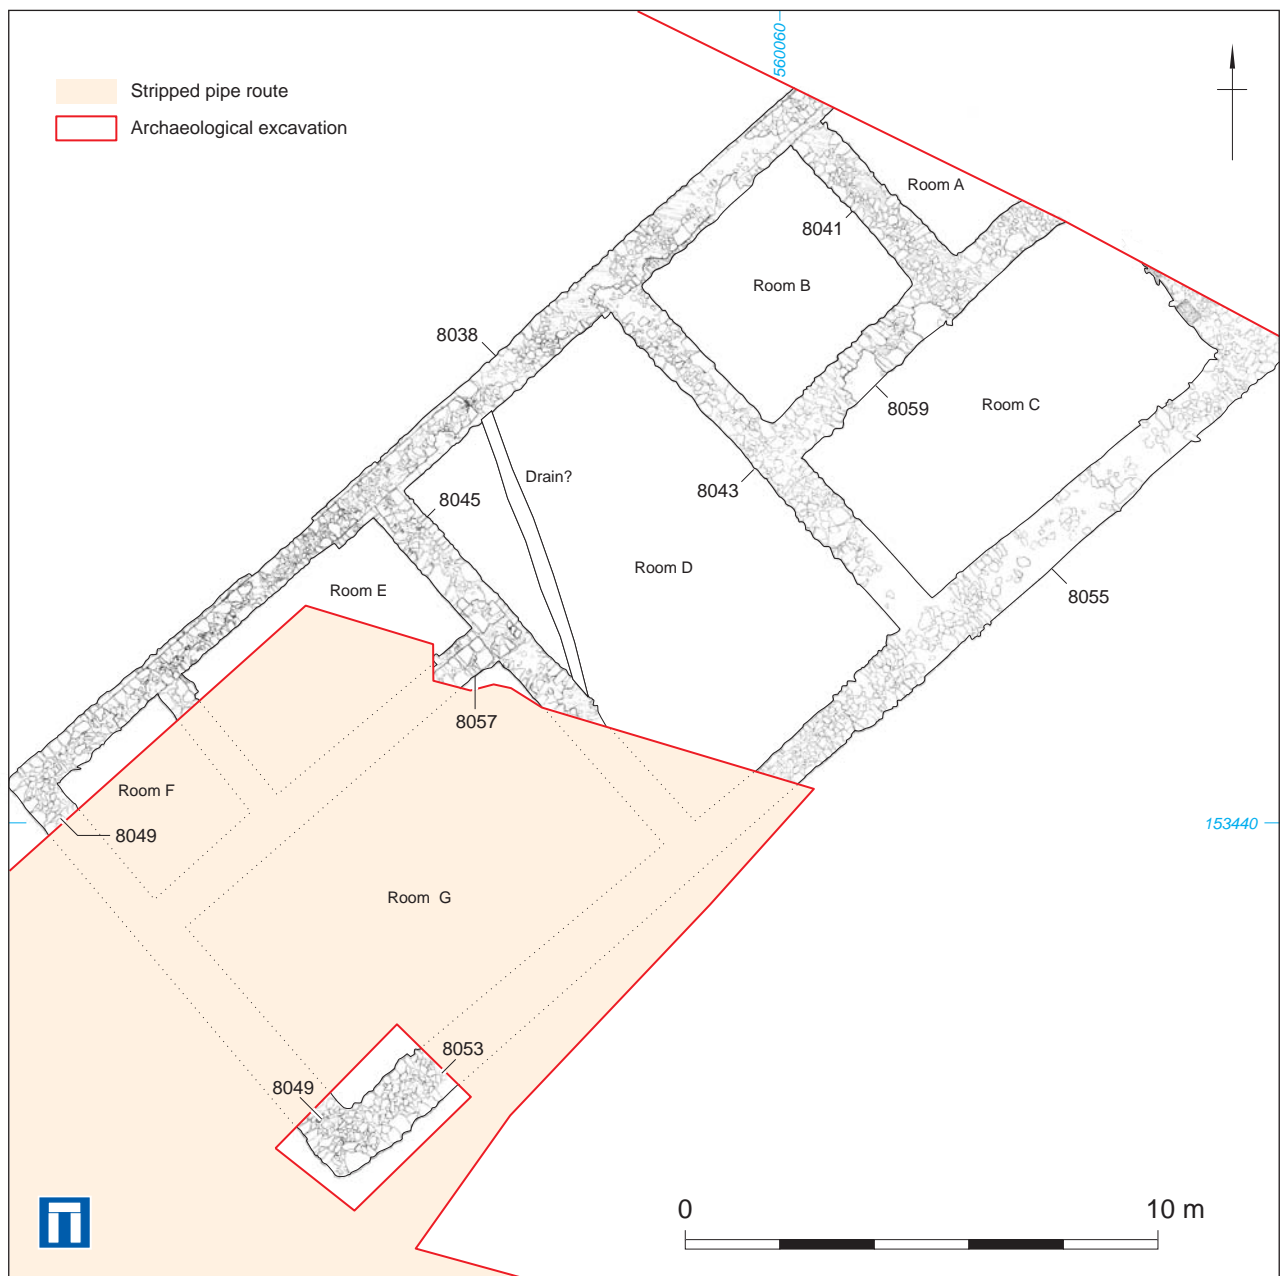 560060
Stripped pipe route
Archaeological excavation
Room A
8041
Room B
8038
8059
Room C
Drain?
8043
8045
Room D
Room E
8055
8057
Room F
153440
8049
Room G
8053
8049
0
10 m